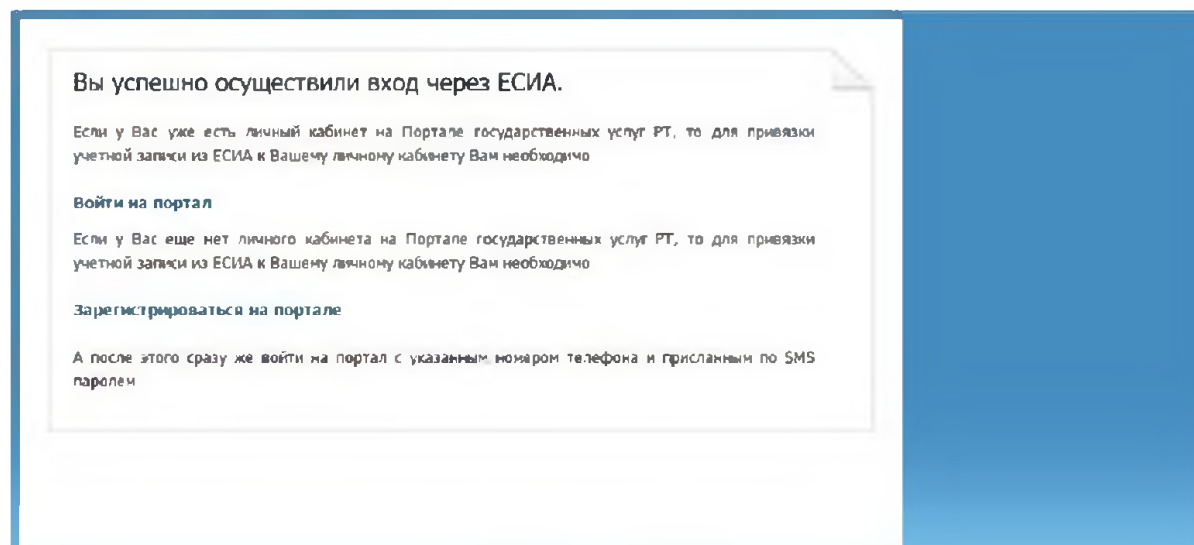 Вы успешно осуществили вход через ЕСИА.
Если у Вас уже есть личный кабинет на Портале государственных услуг РТ, то для привязки
учетной записи из ЕСИА к Вашему личному кабинету Вам необходимо
Войти на портал
Если у Вас еще нет личного кабинета на Портале государственных услуг РТ, то для привязки
учетной записи из ЕСИА к Вашему личному кабинету Вам необходимо
Зарегистрироваться на портале
А после этого сразу же войти на портал с указанным номером телефона и присланным по SMS
паролем